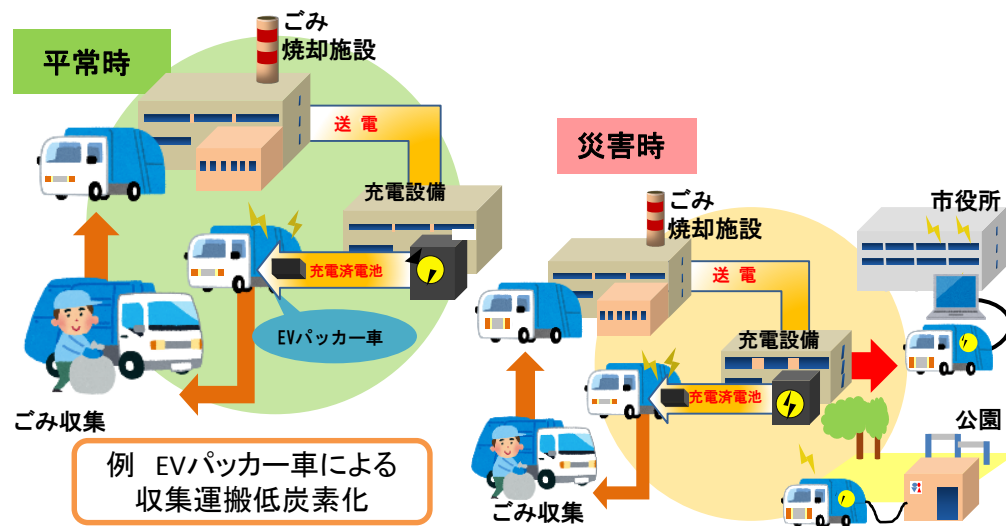 平常時
ごみ
焼却施設
送電
充電設備
充電済電池
EVパッカー車
ごみ収集
例 EVパッカー車による
収集運搬低炭素化
災害時
ごみ
焼却施設
送電
充電設備
充電済電池
ごみ収集
市役所
公園